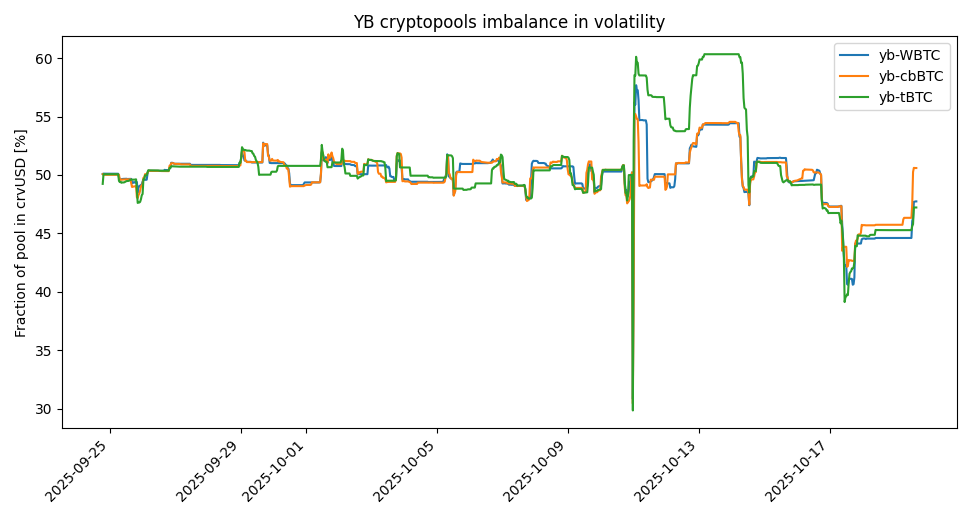 YB cryptopools imbalance in volatility
yb-WBTC
yb-cbBTC
yb-tBTC
Fraction of pool in crvUSD [%]
60
55
50
45
40
35
30
2025-09-25
2025-09-29
2025-10-01
2025-10-05
2025-10-09
2025-10-13
2025-10-17